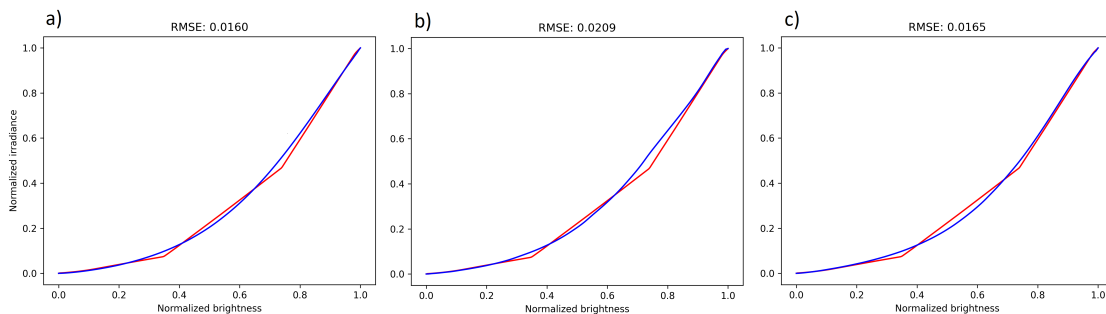 a)
RMSE: 0.0160
1.0
0.8
0.6
0.4
0.2
0.0
Normalized irradiance
0.0 0.2 0.4 0.6 0.8 1.0
Normalized brightness
b)
RMSE: 0.0209
1.0
0.8
0.6
0.4
0.2
0.0
0.0 0.2 0.4 0.6 0.8 1.0
Normalized brightness
c)
RMSE: 0.0165
1.0
0.8
0.6
0.4
0.2
0.0
0.0 0.2 0.4 0.6 0.8 1.0
Normalized brightness